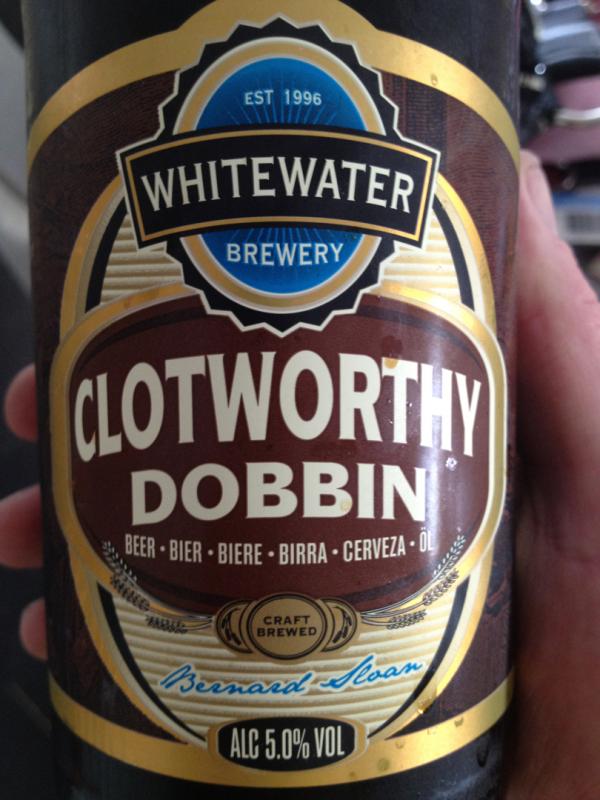 EST 1996
WHITEWATER
BREWERY
CLOTWORTHY
DOBBIN
BEER • BIER • BIERE • BIRRA • CERVEZA • ÖL
CRAFT
BREWED
Bernard Sloan
ALC 5.0% VOL